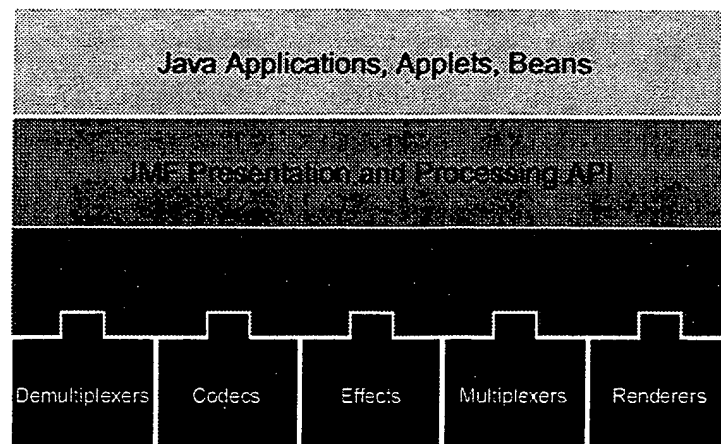 Java Applications, Applets, Beans
JMF Presentation and Processing API
Demultiplexers Codecs Effects Multiplexers Renderers